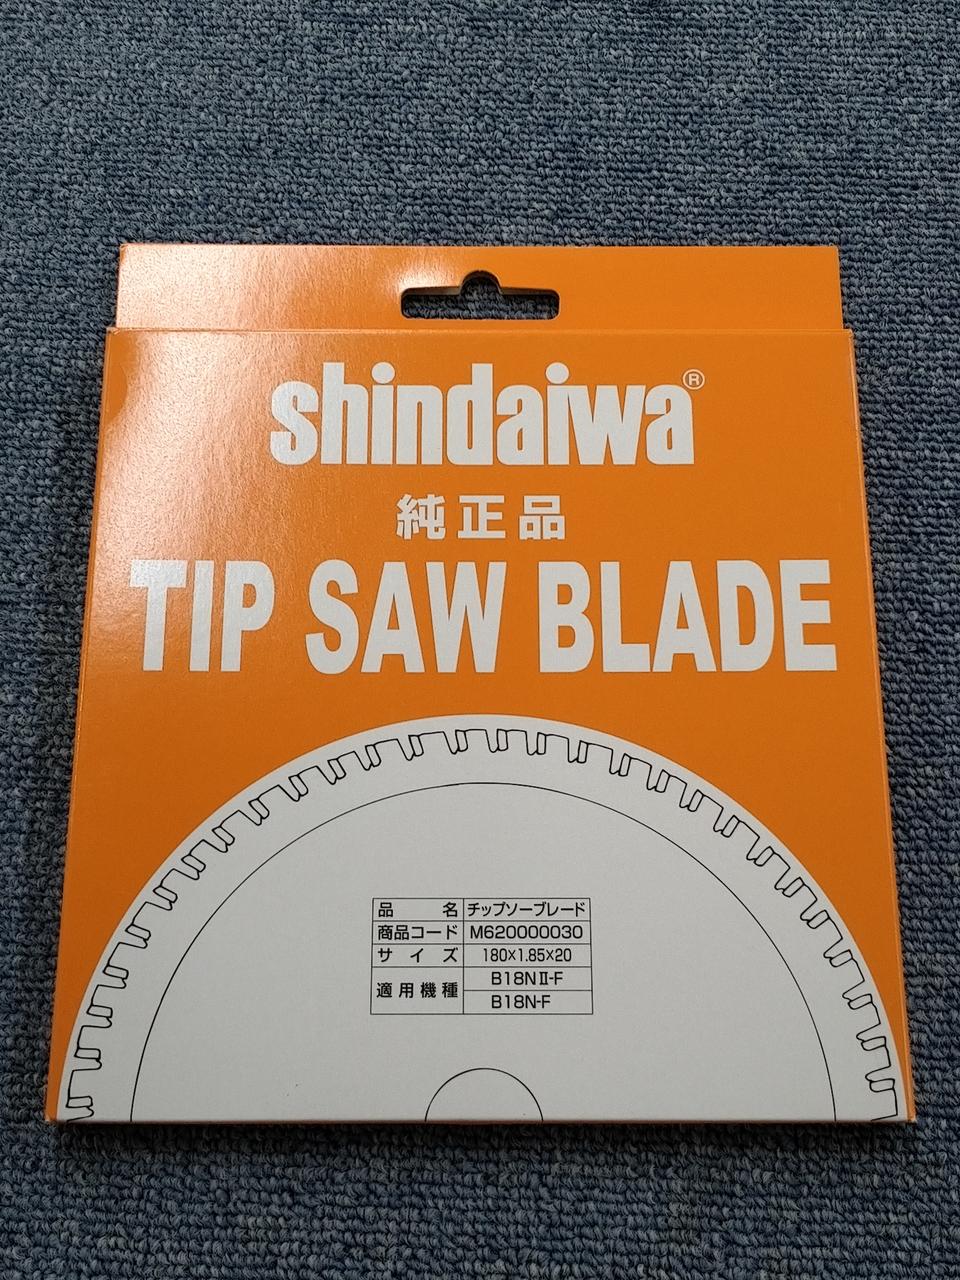 shindaiwa®
純正品
TIP SAW BLADE
品名 チップソーブレード
商品コード M620000030
サイズ 180×1.85×20
適用機種 B18NⅡ-F
B18N-F